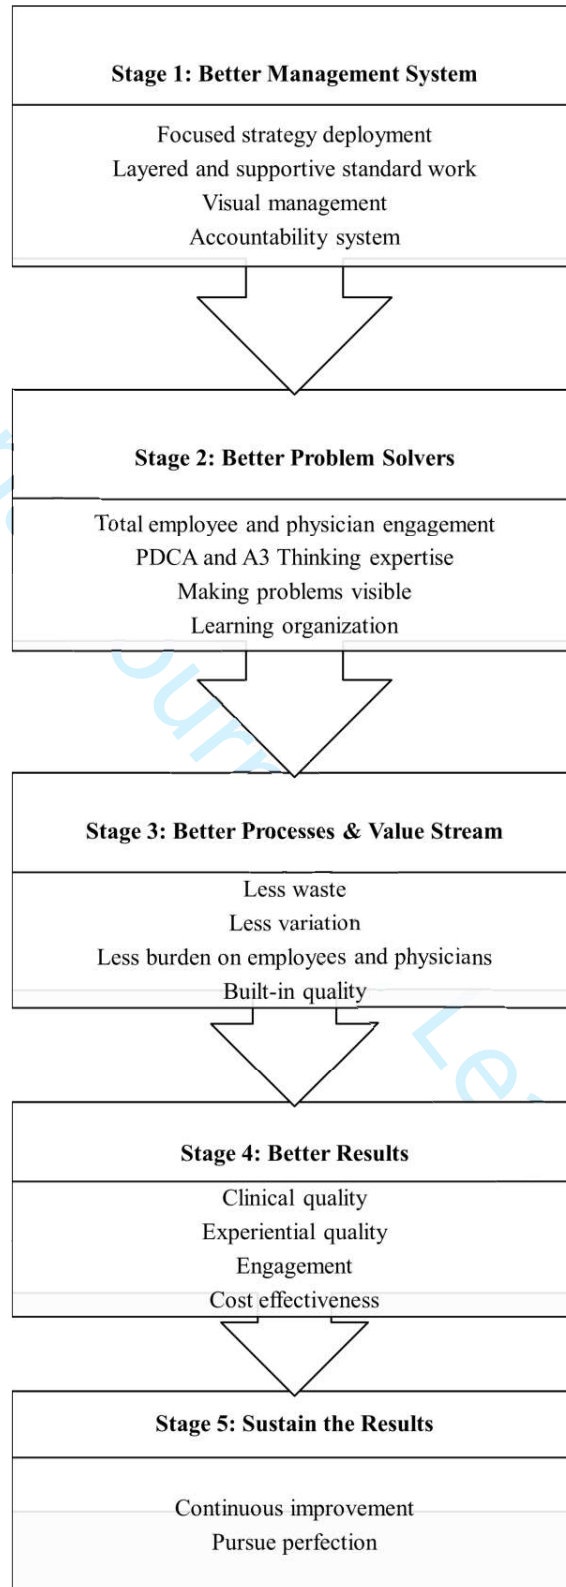 Stage 1: Better Management System
Focused strategy deployment
Layered and supportive standard work
Visual management
Accountability system
Stage 2: Better Problem Solvers
Total employee and physician engagement
PDCA and A3 Thinking expertise
Making problems visible
Learning organization
Stage 3: Better Processes & Value Stream
Less waste
Less variation
Less burden on employees and physicians
Built-in quality
Stage 4: Better Results
Clinical quality
Experiential quality
Engagement
Cost effectiveness
Stage 5: Sustain the Results
Continuous improvement
Pursue perfection